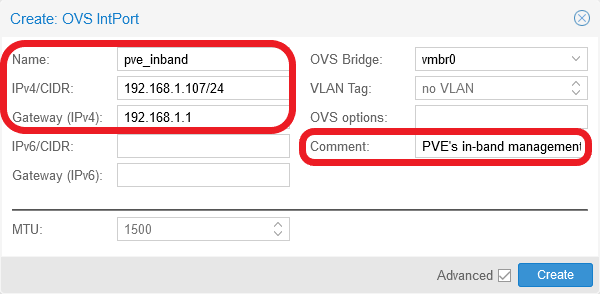 Create: OVS IntPort
Name: pve_inband
IPv4/CIDR: 192.168.1.107/24
Gateway (IPv4): 192.168.1.1
IPv6/CIDR:
Gateway (IPv6):
OVS Bridge: vmbr0
VLAN Tag: no VLAN
OVS options:
Comment: PVE's in-band management
MTU: 1500
Advanced
Create